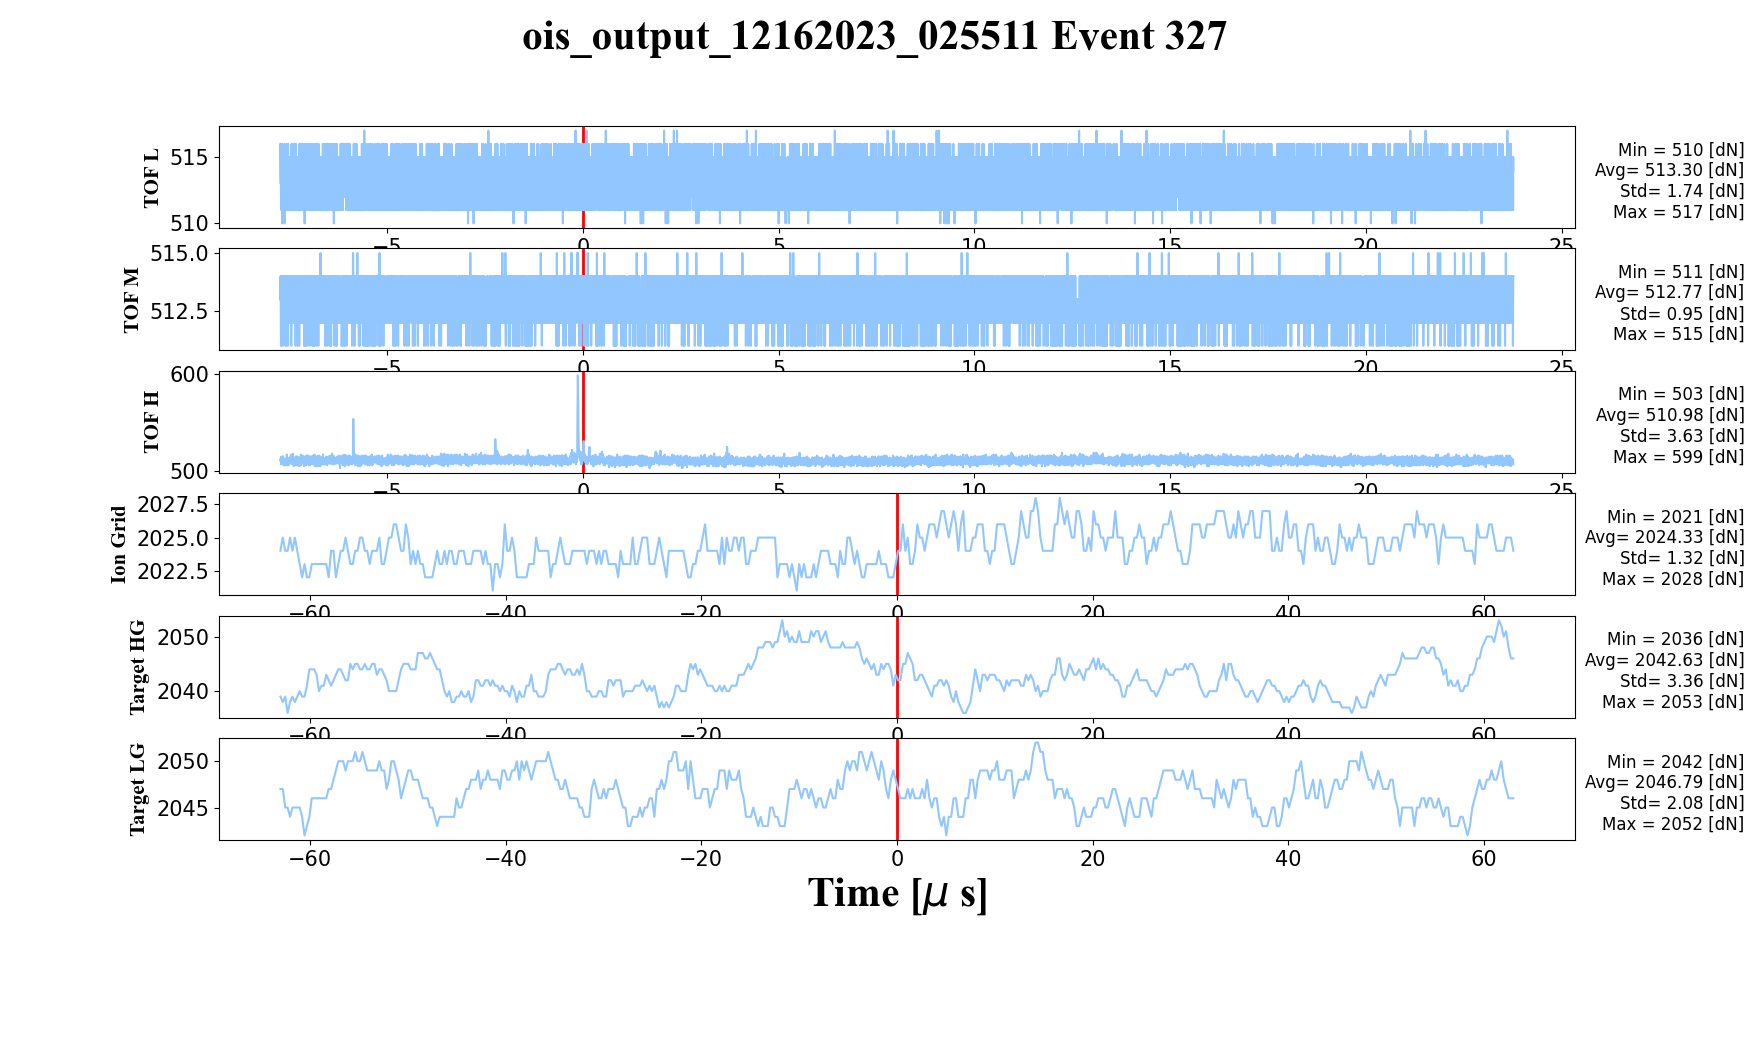 ois_output_12162023_025511 Event 327
TOF L
515
510
−5 0 5 10 15 20 25
Min = 510 [dN]
Avg= 513.30 [dN]
Std= 1.74 [dN]
Max = 517 [dN]
TOF M
515.0
512.5
−5 0 5 10 15 20 25
Min = 511 [dN]
Avg= 512.77 [dN]
Std= 0.95 [dN]
Max = 515 [dN]
TOF H
600
500
−5 0 5 10 15 20 25
Min = 503 [dN]
Avg= 510.98 [dN]
Std= 3.63 [dN]
Max = 599 [dN]
Ion Grid
2027.5
2025.0
2022.5
−60 −40 −20 0 20 40 60
Min = 2021 [dN]
Avg= 2024.33 [dN]
Std= 1.32 [dN]
Max = 2028 [dN]
Target HG
2050
2040
−60 −40 −20 0 20 40 60
Min = 2036 [dN]
Avg= 2042.63 [dN]
Std= 3.36 [dN]
Max = 2053 [dN]
Target LG
2050
2045
−60 −40 −20 0 20 40 60
Min = 2042 [dN]
Avg= 2046.79 [dN]
Std= 2.08 [dN]
Max = 2052 [dN]
Time [μ s]